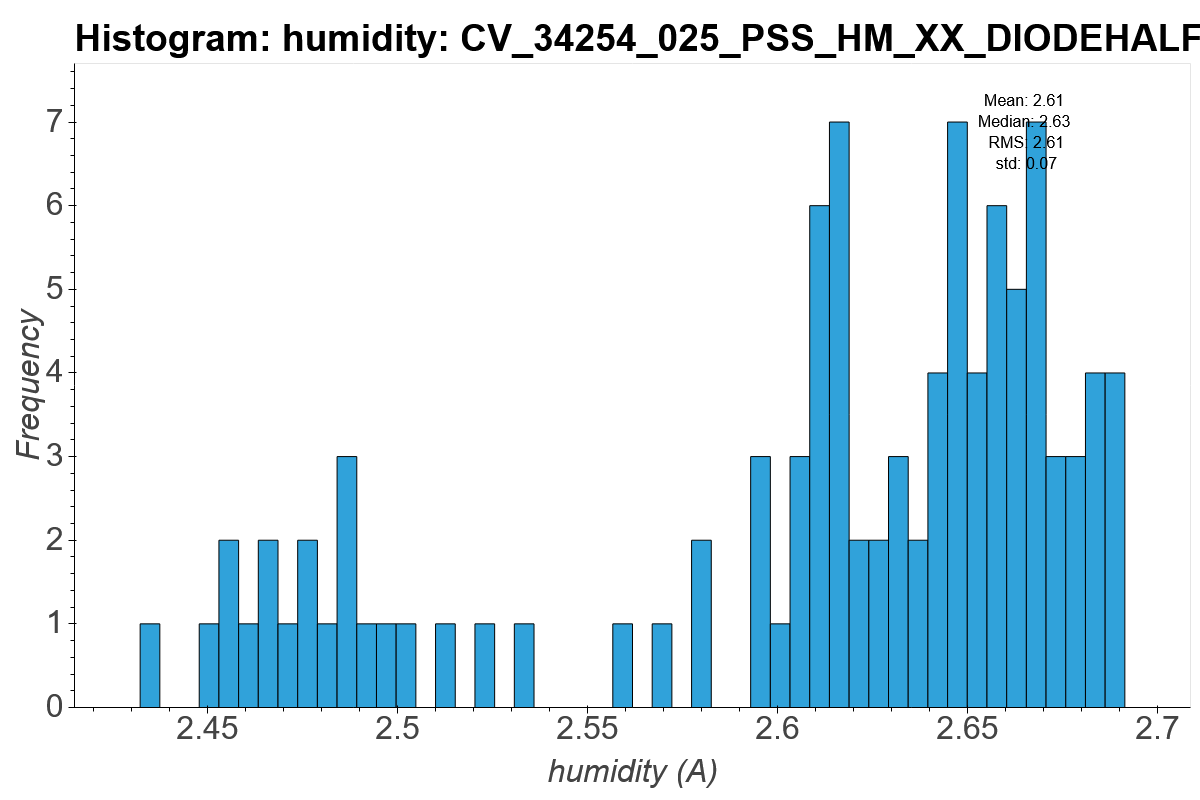 Histogram: humidity: CV_34254_025_PSS_HM_XX_DIODEHALF
Mean: 2.61
Median: 2.63
RMS: 2.61
std: 0.07
7
6
5
4
3
2
1
0
Frequency
2.45 2.5 2.55 2.6 2.65 2.7
humidity (A)